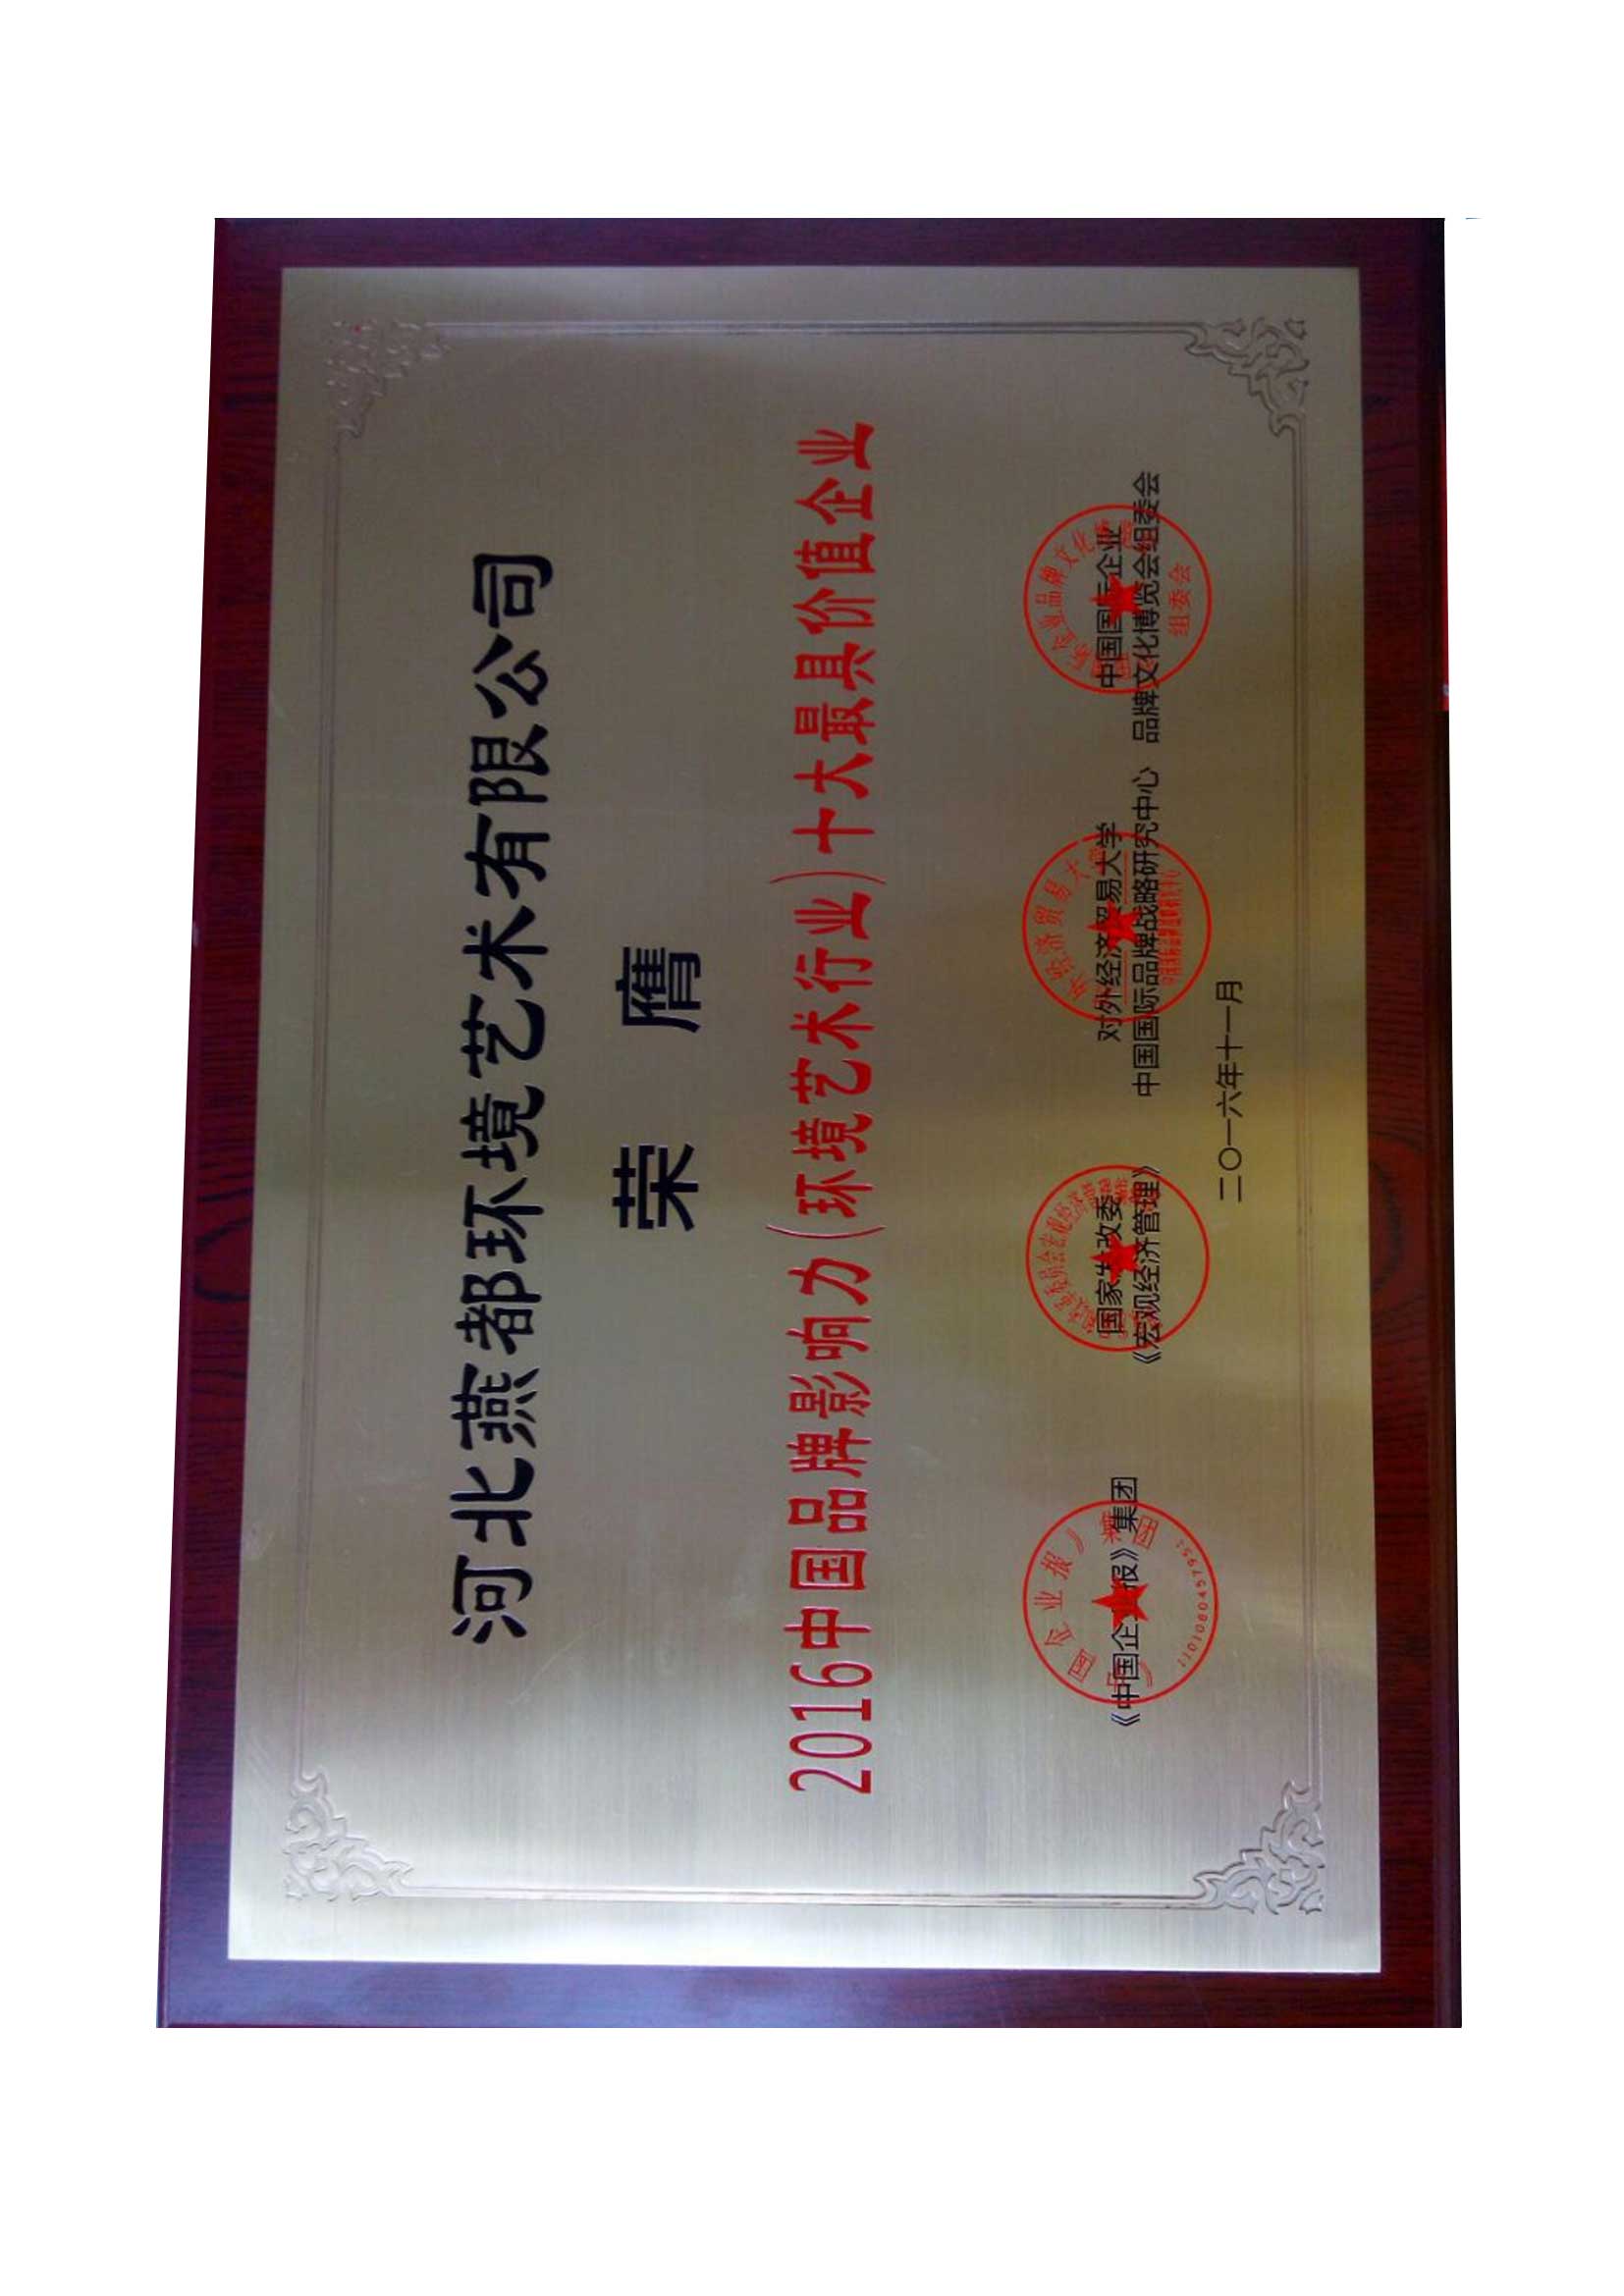 河北燕都环境艺术有限公司
荣 膺
2016中国品牌影响力(环境艺术行业)十大最具价值企业
《中国企业报》集团
国家发改委
《宏观经济管理》
对外经济贸易大学
中国国际品牌战略研究中心
中国国际企业
品牌文化博览会组委会
组委会
1101080457951
二〇一六年十一月